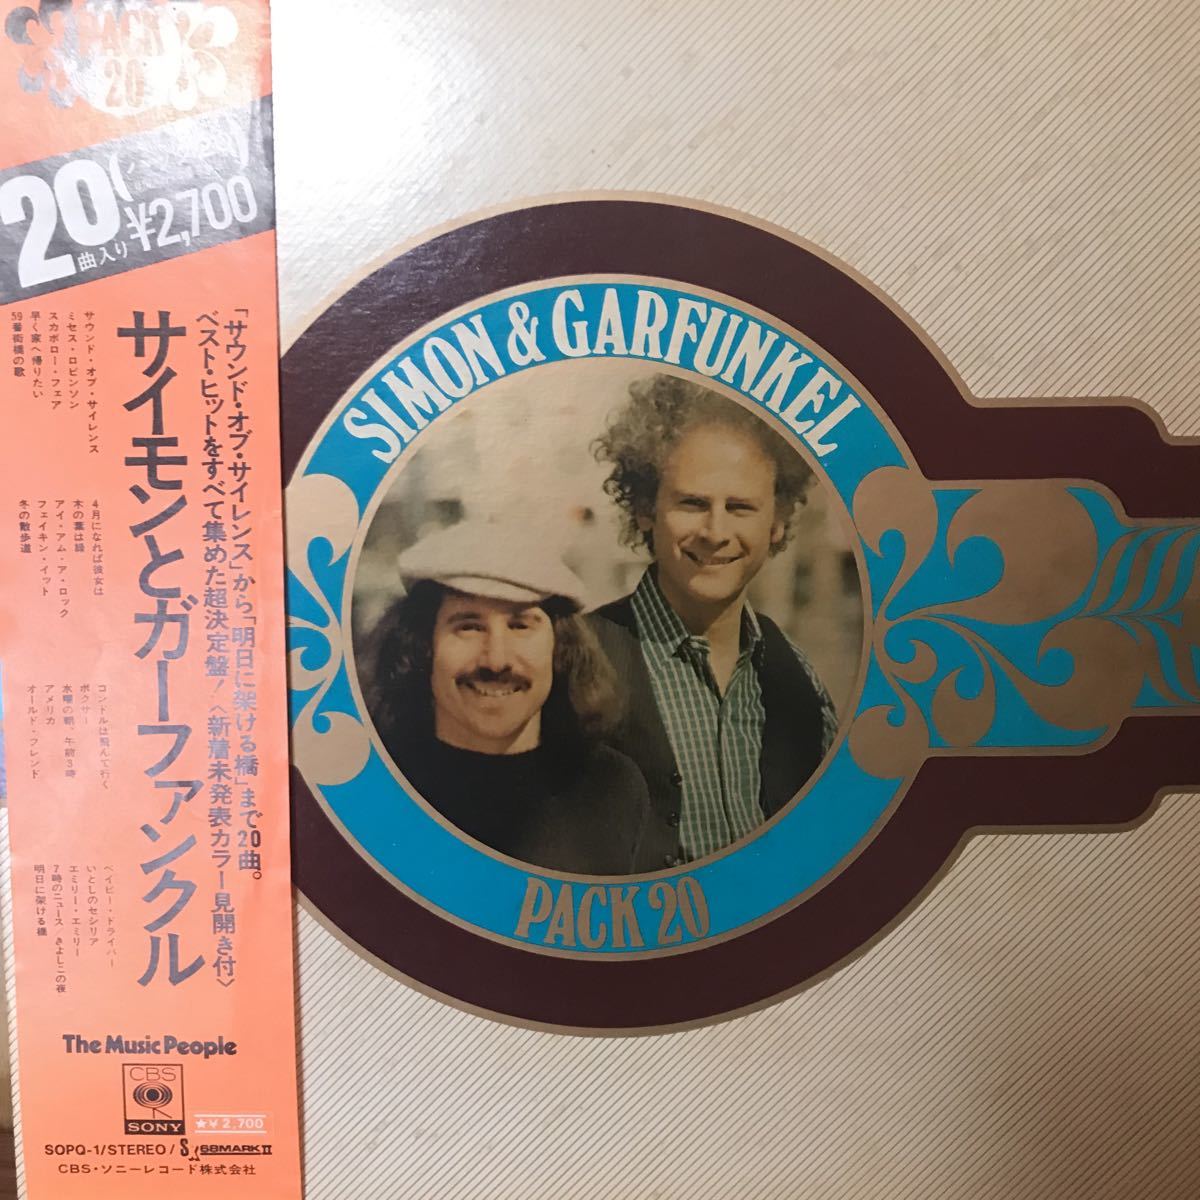 PACK
20
20
曲入り
¥2,700
「サウンド・オブ・サイレンス」から「明日に架ける橋」まで20曲。
ベスト・ヒットをすべて集めた超決定盤!〈新着未発表カラー見開き付〉
サイモンとガーファンクル
サウンド・オブ・サイレンス
ミセス・ロビンソン
スカボロー・フェア
早く家へ帰りたい
59番街橋の歌
4月になれば彼女は
木の葉は緑
アイ・アム・ア・ロック
フェイキン・イット
冬の散歩道
コンドルは飛んで行く
ボクサー
水曜の朝、午前3時
アメリカ
オールド・フレンド
ベイビー・ドライバー
いとしのセシリア
エミリー・エミリー
7時のニュース/きよしこの夜
明日に架ける橋
The Music People
CBS
SONY
★¥2,700
SOPQ-1/STEREO/SX68MARKII
CBS・ソニーレコード株式会社
SIMON & GARFUNKEL
PACK 20